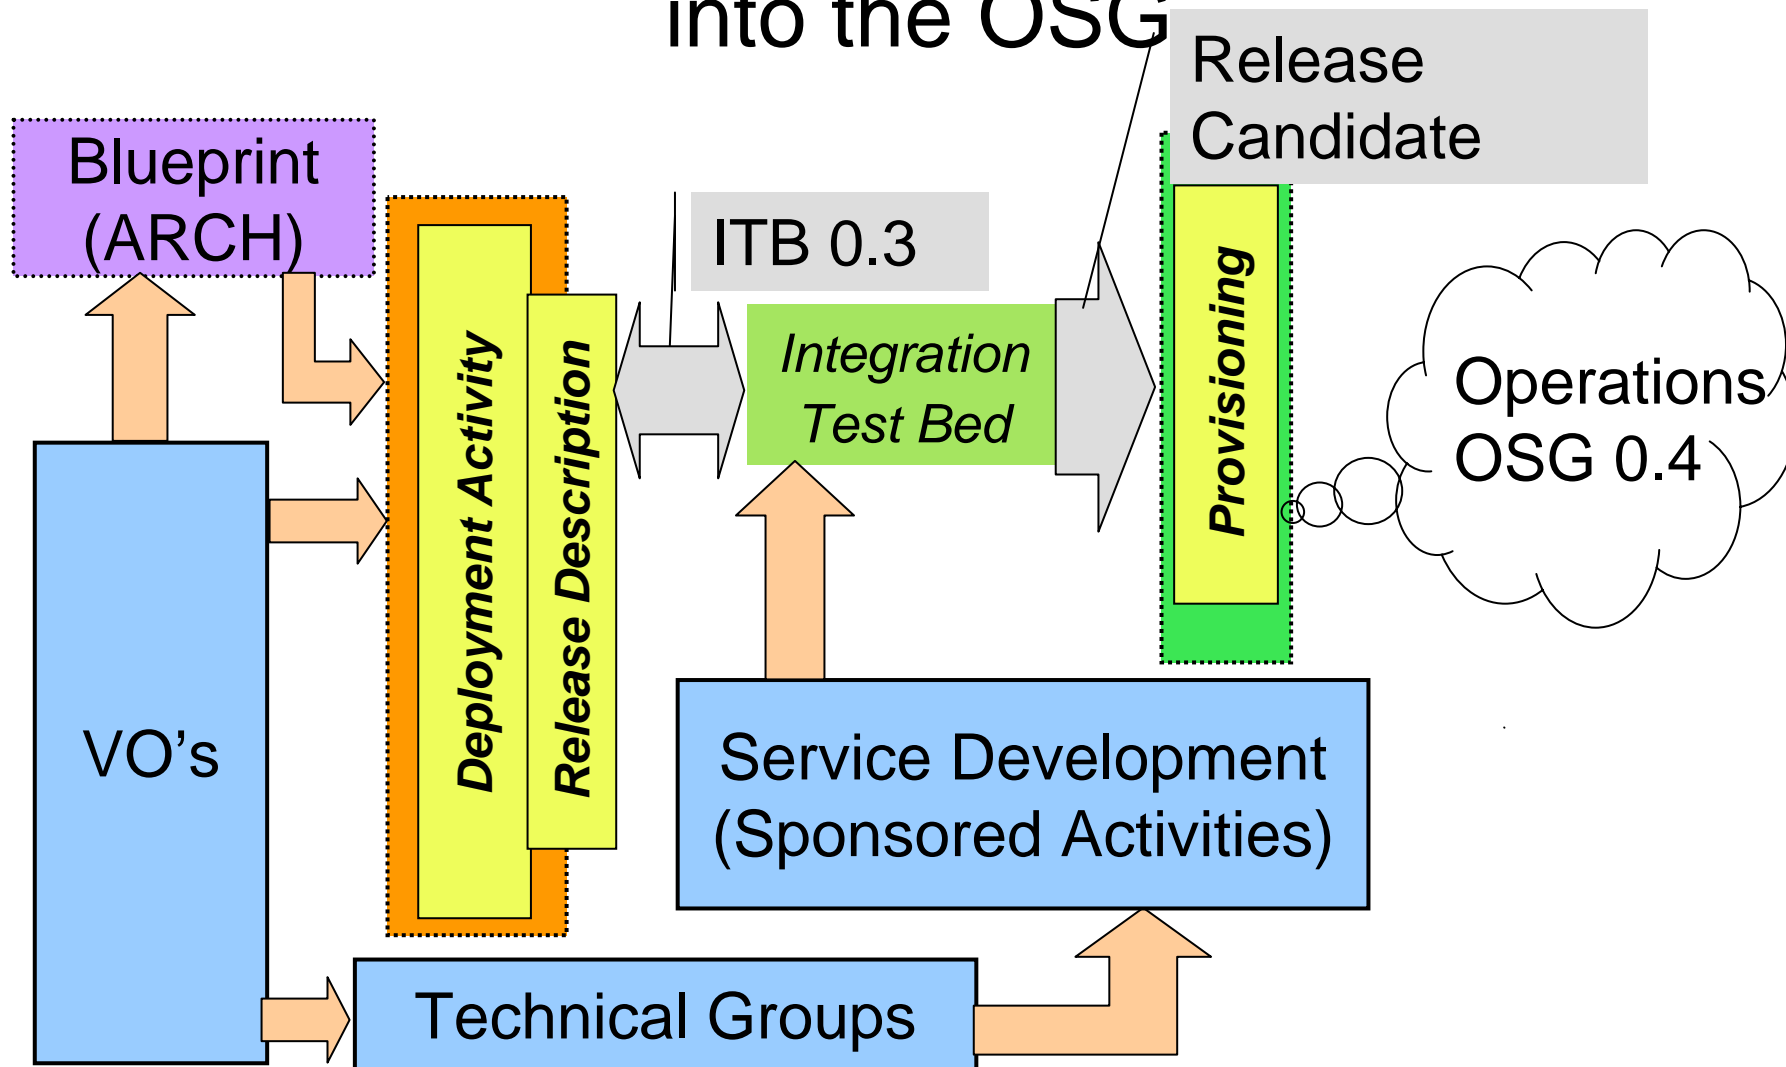 into the OSG
Release
Candidate
Blueprint
(ARCH)
ITB 0.3
Deployment Activity
Release Description
Integration
Test Bed
Provisioning
Operations
OSG 0.4
VO's
Service Development
(Sponsored Activities)
Technical Groups